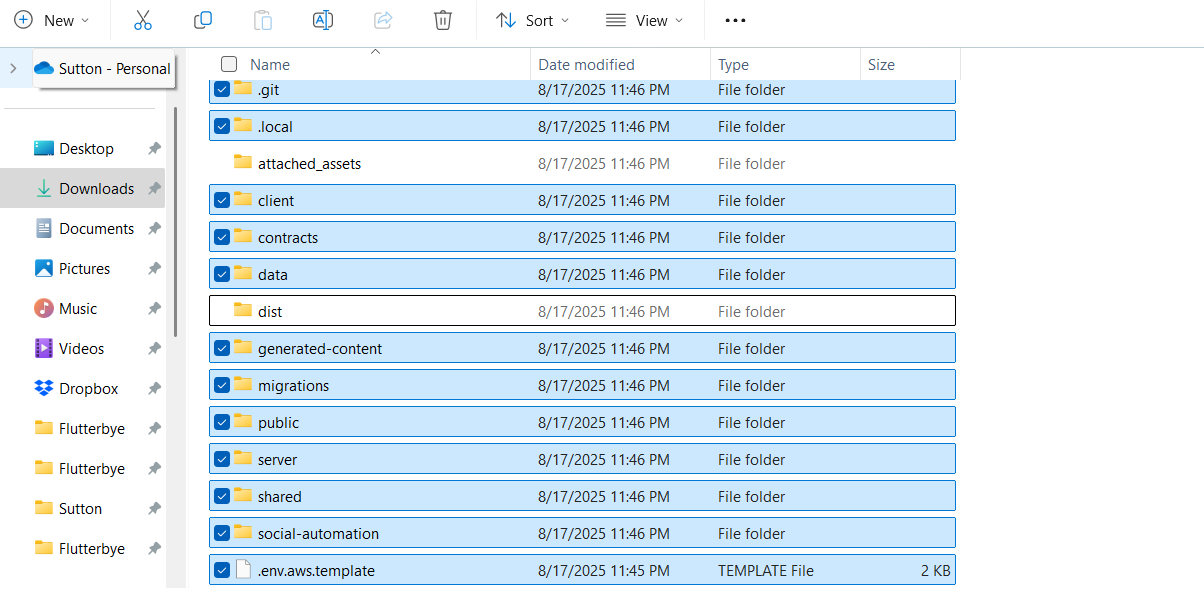 New
Sort
View
Sutton - Personal
Name Date modified Type Size
.git 8/17/2025 11:46 PM File folder
.local 8/17/2025 11:46 PM File folder
attached_assets 8/17/2025 11:46 PM File folder
client 8/17/2025 11:46 PM File folder
contracts 8/17/2025 11:46 PM File folder
data 8/17/2025 11:46 PM File folder
dist 8/17/2025 11:46 PM File folder
generated-content 8/17/2025 11:46 PM File folder
migrations 8/17/2025 11:46 PM File folder
public 8/17/2025 11:46 PM File folder
server 8/17/2025 11:46 PM File folder
shared 8/17/2025 11:46 PM File folder
social-automation 8/17/2025 11:46 PM File folder
.env.aws.template 8/17/2025 11:45 PM TEMPLATE File 2 KB
Desktop
Downloads
Documents
Pictures
Music
Videos
Dropbox
Flutterbye
Flutterbye
Sutton
Flutterbye